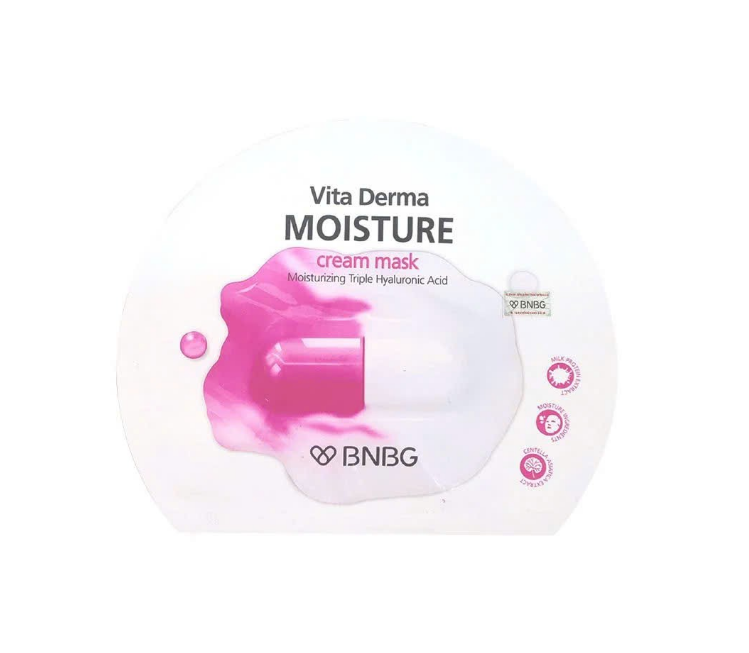 Vita Derma
MOISTURE
cream mask
Moisturizing Triple Hyaluronic Acid
BNBG
MILK PROTEIN EXTRACT
MOISTURE INGREDIENTS
CENTELLA ASIATICA EXTRACT
BNBG